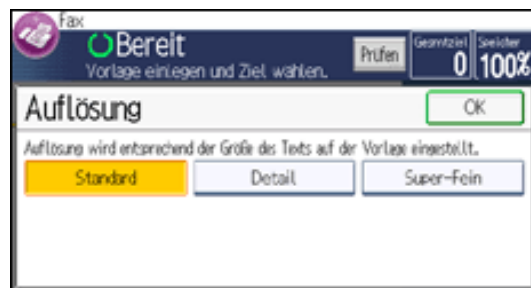 Fax
Bereit
Vorlage einlegen und Ziel wählen.
Prüfen
Gesamtziel
0
Speicher
100%
Auflösung
OK
Auflösung wird entsprechend der Größe des Texts auf der Vorlage eingestellt.
Standard
Detail
Super-Fein